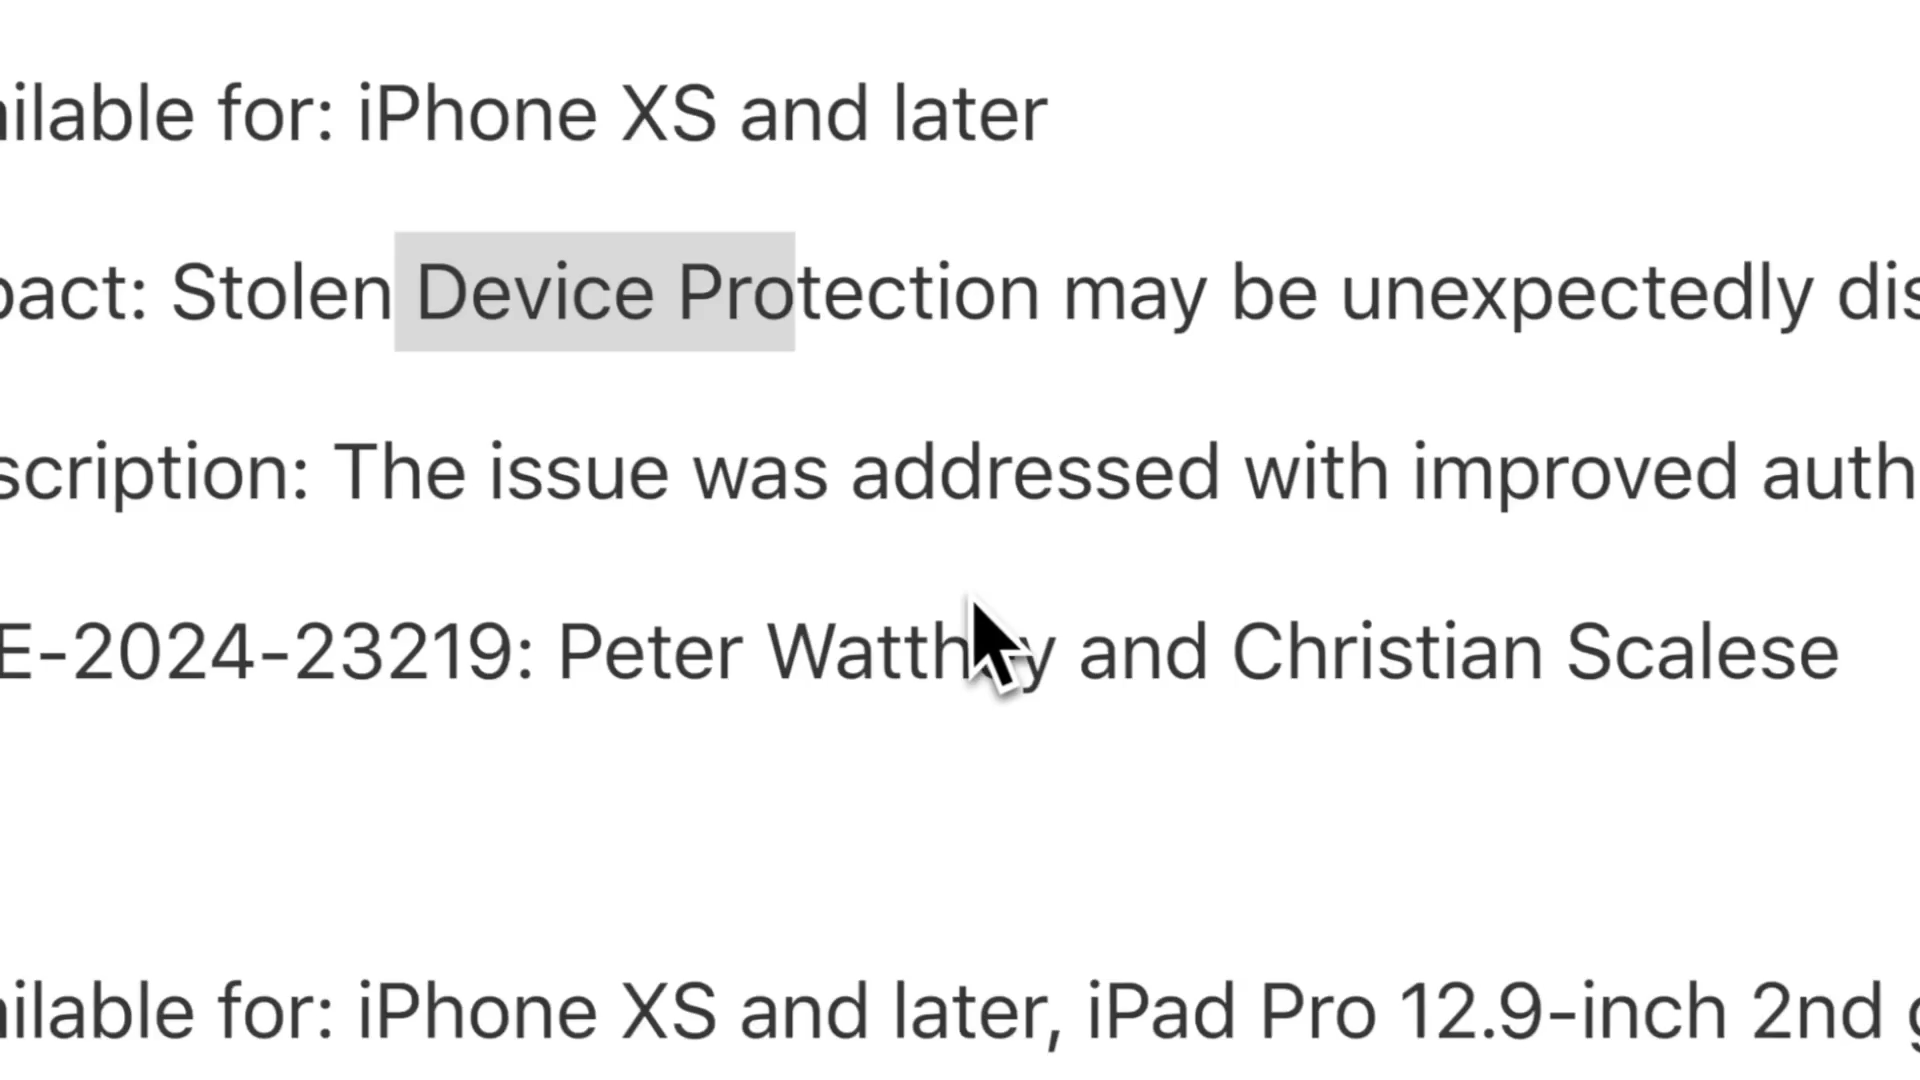 ilable for: iPhone XS and later
pact: Stolen Device Protection may be unexpectedly dis
scription: The issue was addressed with improved auth
E-2024-23219: Peter Watthey and Christian Scalese
ilable for: iPhone XS and later, iPad Pro 12.9-inch 2nd g